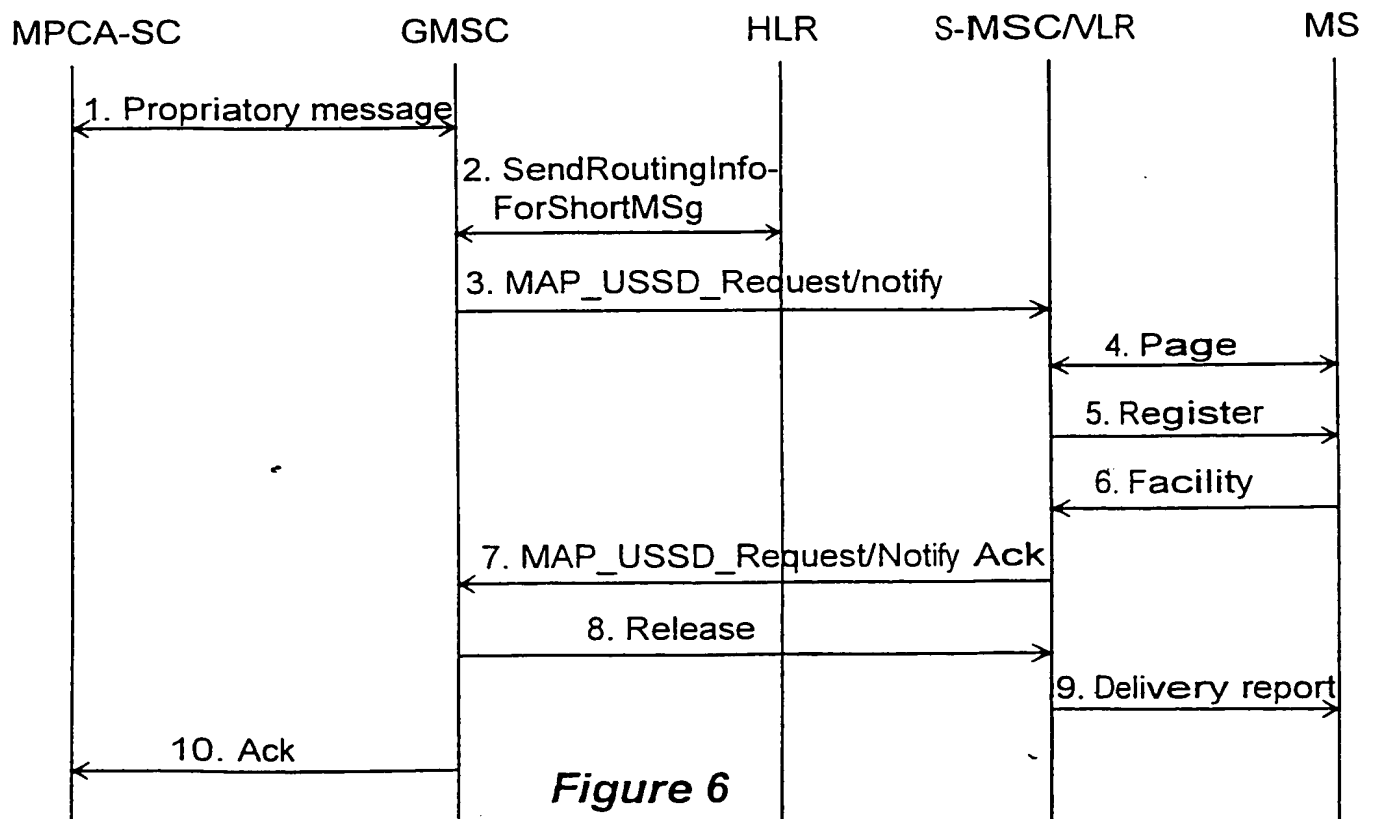 MPCA-SC GMSC HLR S-MSC/VLR MS
1. Propriatory message
2. SendRoutingInfo-
ForShortMSg
3. MAP_USSD_Request/notify
4. Page
5. Register
6. Facility
7. MAP_USSD_Request/Notify Ack
8. Release
9. Delivery report
10. Ack
Figure 6